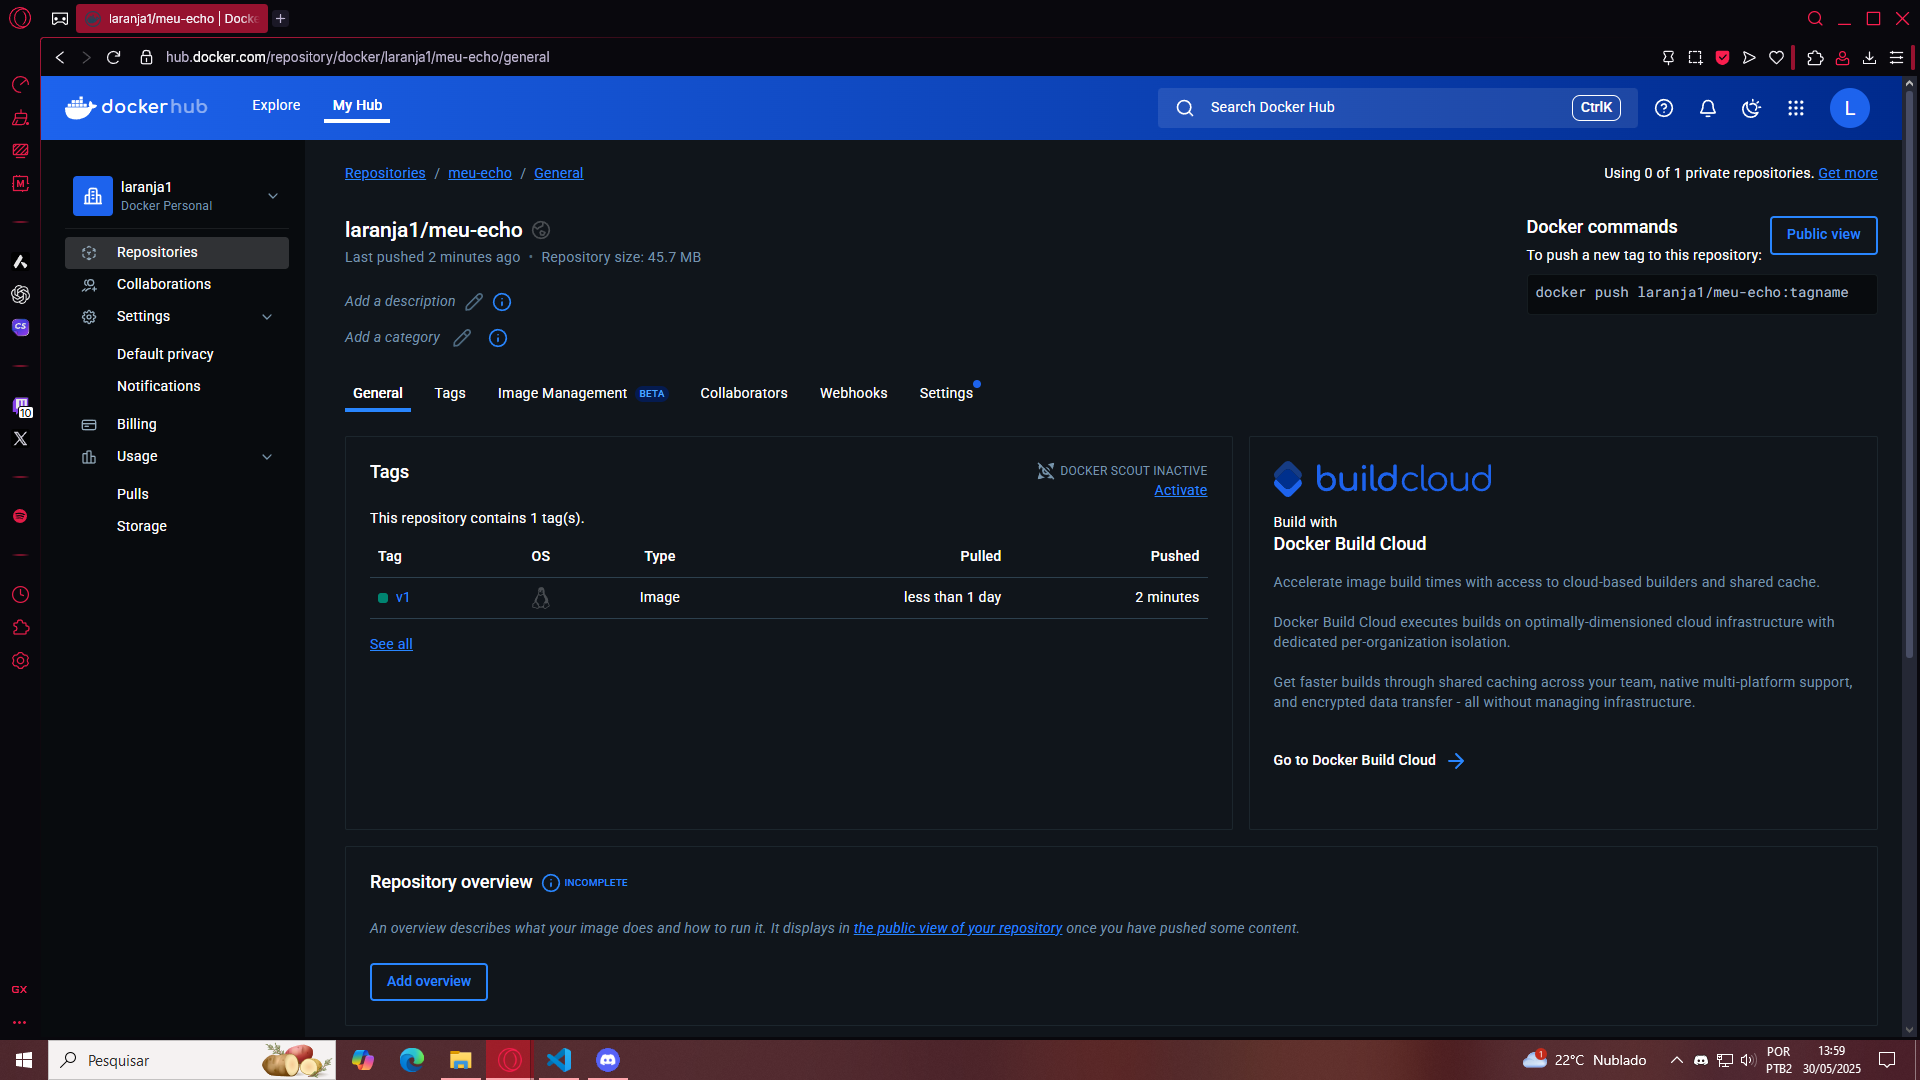 laranja1/meu-echo | Docke
hub.docker.com/repository/docker/laranja1/meu-echo/general
dockerhub
Explore
My Hub
Search Docker Hub
CtrlK
L
laranja1
Docker Personal
Repositories
Collaborations
Settings
Default privacy
Notifications
Billing
Usage
Pulls
Storage
Repositories / meu-echo / General
Using 0 of 1 private repositories. Get more
laranja1/meu-echo
Last pushed 2 minutes ago • Repository size: 45.7 MB
Add a description
Add a category
Docker commands
Public view
To push a new tag to this repository:
docker push laranja1/meu-echo:tagname
General
Tags
Image Management BETA
Collaborators
Webhooks
Settings
Tags
DOCKER SCOUT INACTIVE
Activate
This repository contains 1 tag(s).
Tag OS Type Pulled Pushed
v1 Image less than 1 day 2 minutes
See all
buildcloud
Build with
Docker Build Cloud
Accelerate image build times with access to cloud-based builders and shared cache.
Docker Build Cloud executes builds on optimally-dimensioned cloud infrastructure with
dedicated per-organization isolation.
Get faster builds through shared caching across your team, native multi-platform support,
and encrypted data transfer - all without managing infrastructure.
Go to Docker Build Cloud
Repository overview
INCOMPLETE
An overview describes what your image does and how to run it. It displays in the public view of your repository once you have pushed some content.
Add overview
M
CS
10
GX
Pesquisar
1
22°C Nublado
POR
PTB2
13:59
30/05/2025